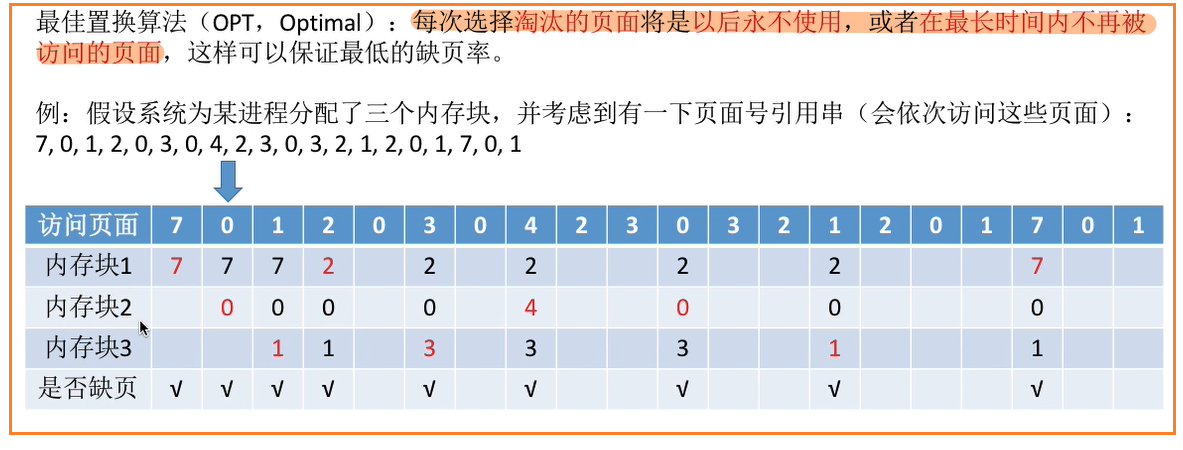 最佳置换算法（OPT，Optimal）：每次选择淘汰的页面将是以后永不使用，或者在最长时间内不再被
访问的页面，这样可以保证最低的缺页率。
例：假设系统为某进程分配了三个内存块，并考虑到有一下页面号引用串（会依次访问这些页面）：
7, 0, 1, 2, 0, 3, 0, 4, 2, 3, 0, 3, 2, 1, 2, 0, 1, 7, 0, 1
访问页面 7 0 1 2 0 3 0 4 2 3 0 3 2 1 2 0 1 7 0 1
内存块1 7 7 7 2 2 2 2 2 7
内存块2 0 0 0 0 4 0 0 0
内存块3 1 1 3 3 3 1 1
是否缺页 √ √ √ √ √ √ √ √ √